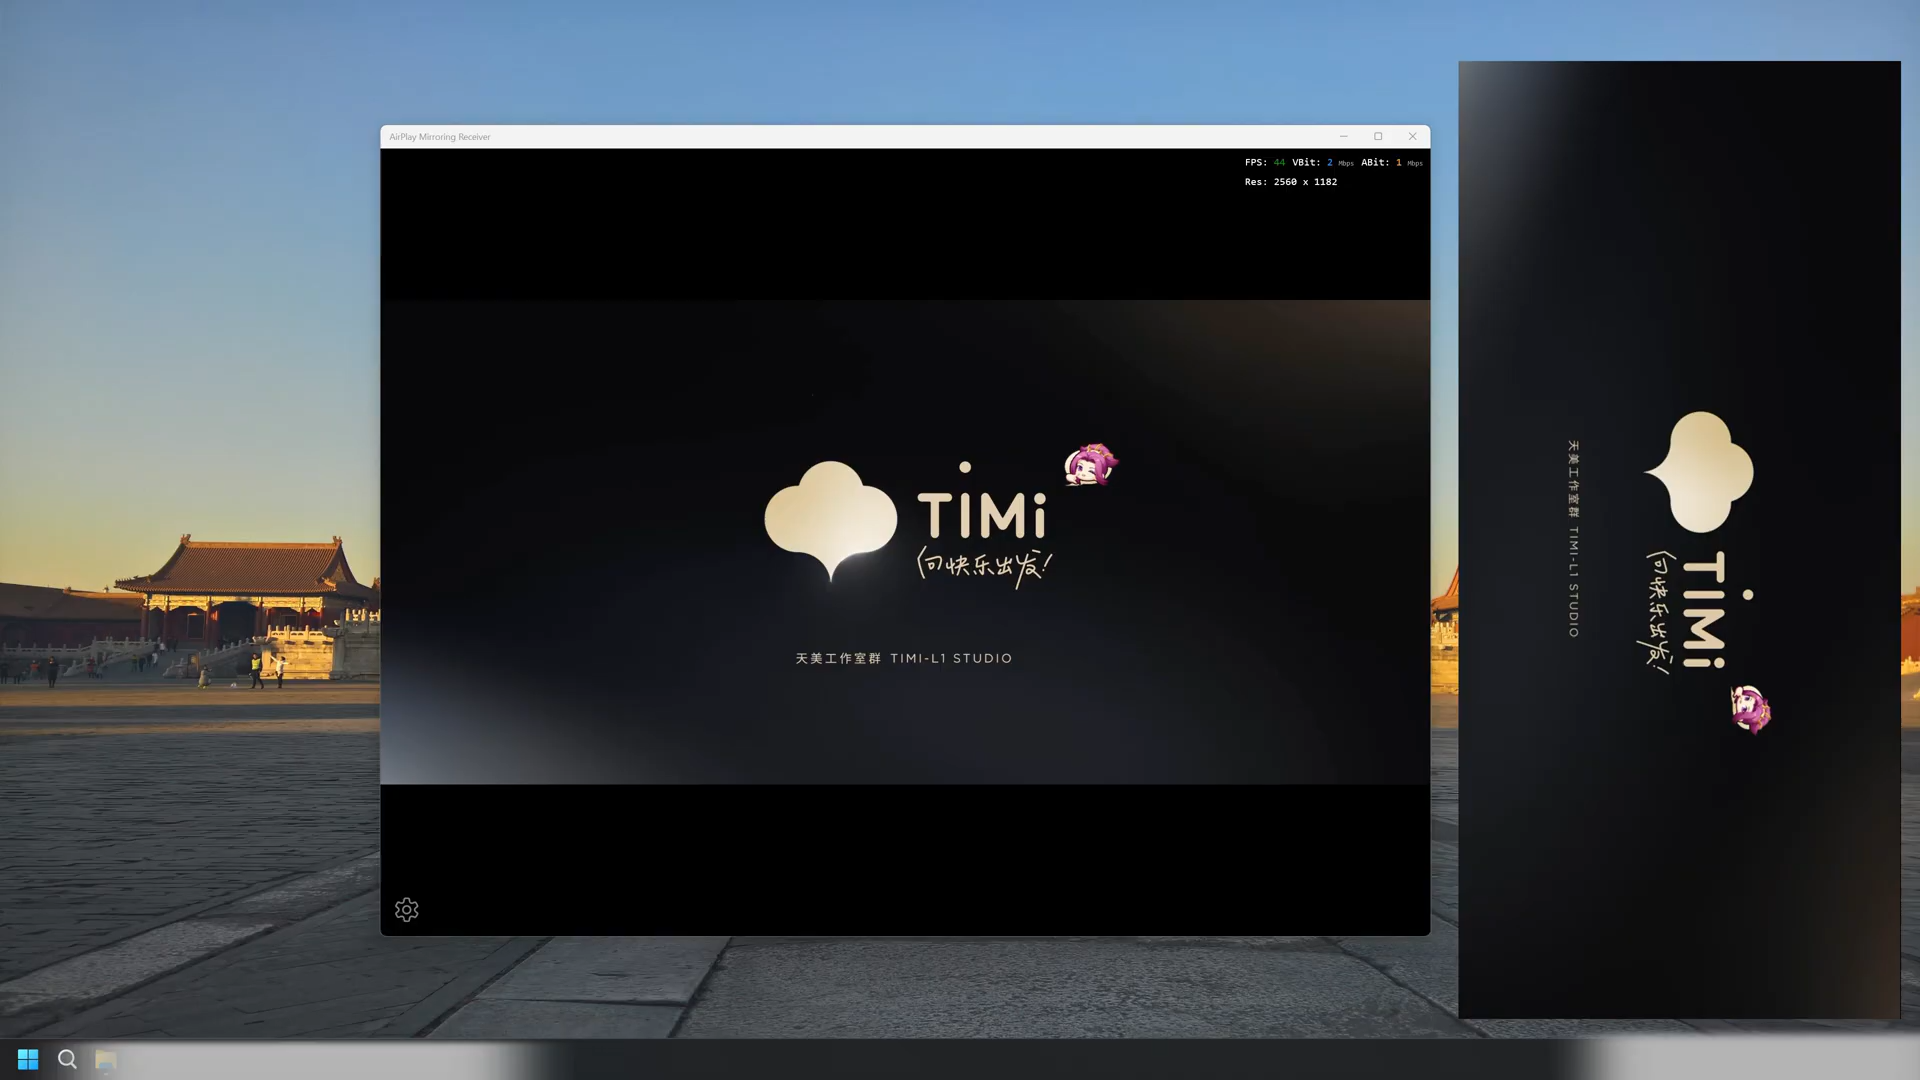 AirPlay Mirroring Receiver
FPS: 44 VBit: 2 Mbps ABit: 1 Mbps
Res: 2560 x 1182
TiMi
向快乐出发!
天美工作室群 TIMI-L1 STUDIO
TiMi
向快乐出发!
天美工作室群 TIMI-L1 STUDIO